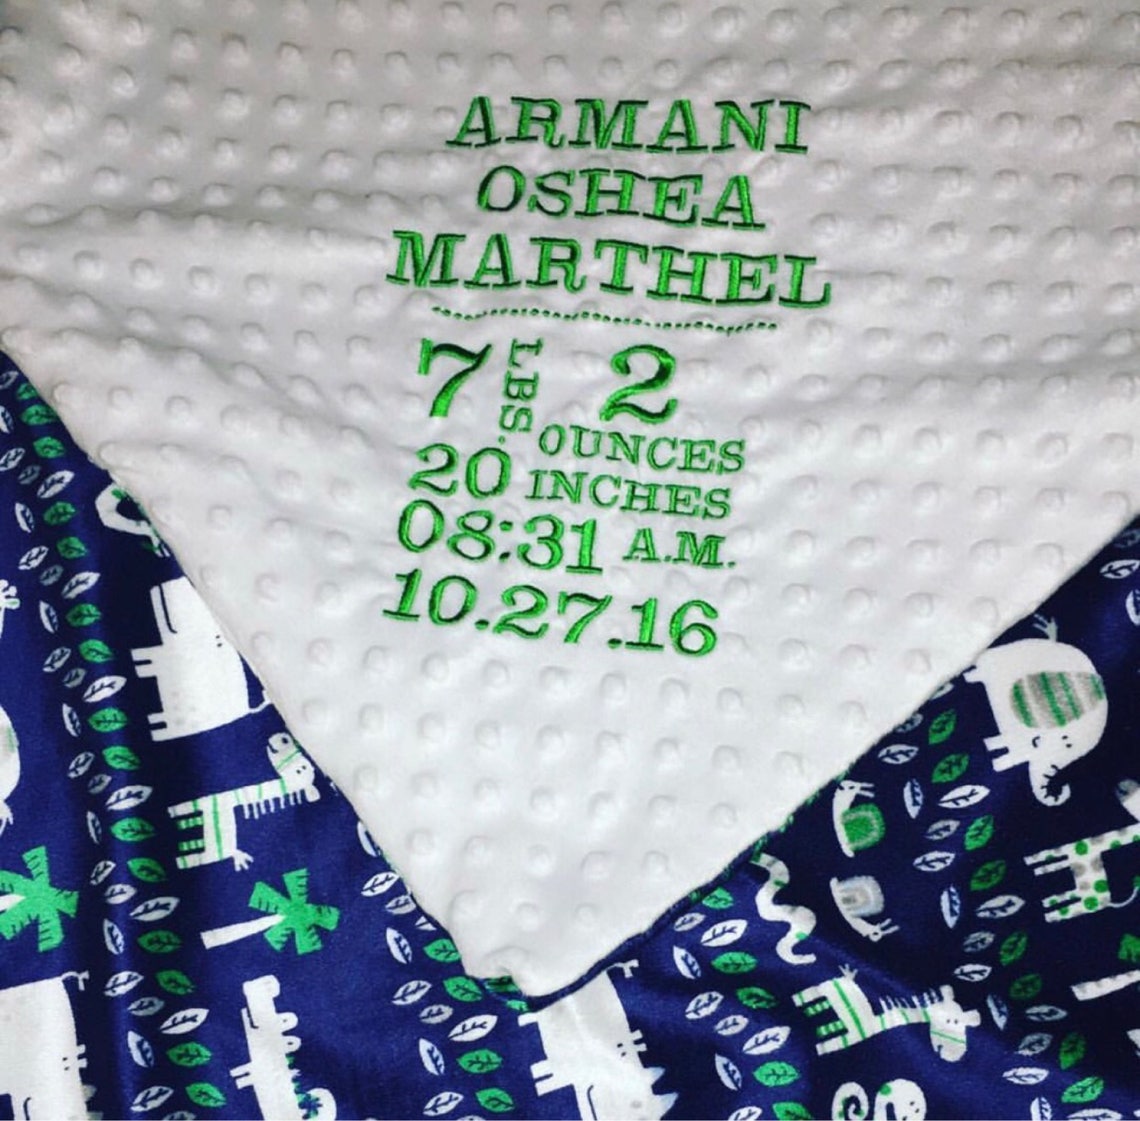 ARMANI
OSHEA
MARTHEL
7 LBS. 2
OUNCES
20 INCHES
08:31 A.M.
10.27.16